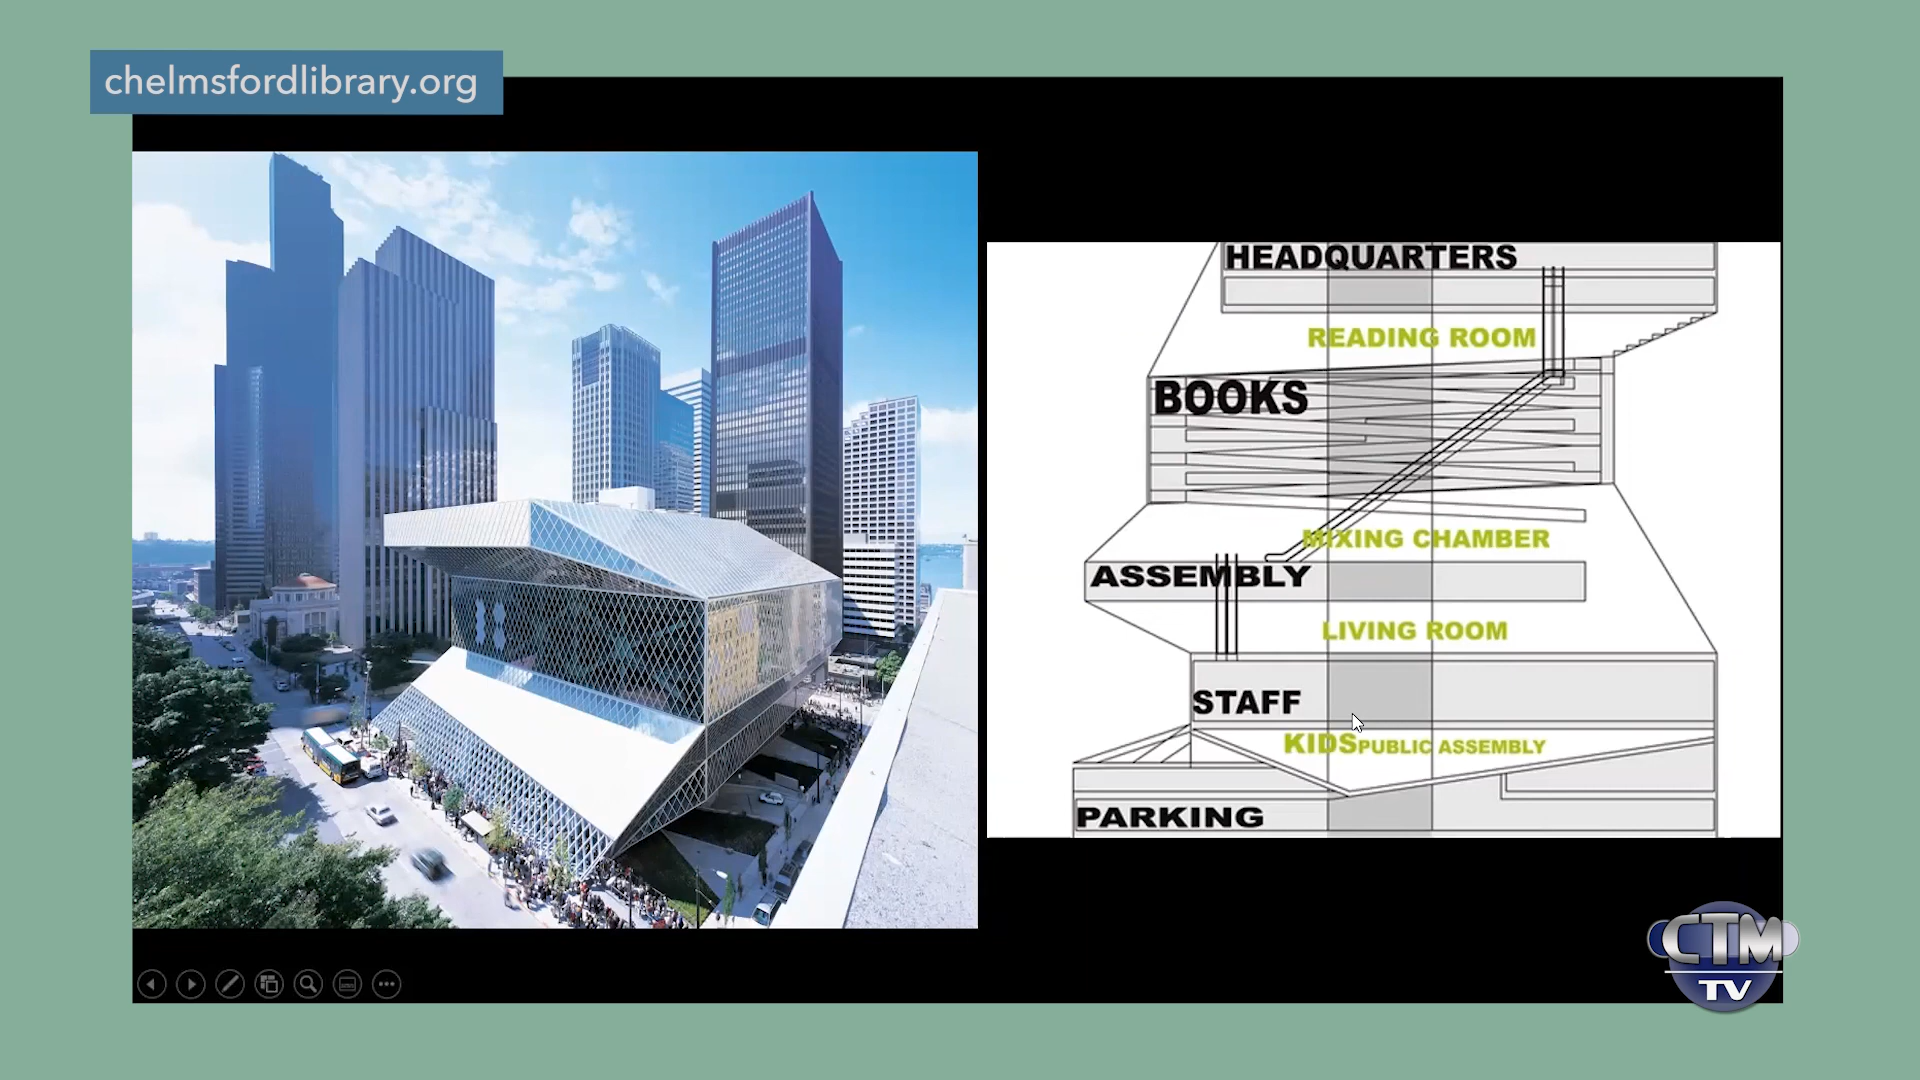 chelmsfordlibrary.org
HEADQUARTERS
READING ROOM
BOOKS
MIXING CHAMBER
ASSEMBLY
LIVING ROOM
STAFF
KIDS PUBLIC ASSEMBLY
PARKING
CTM
TV